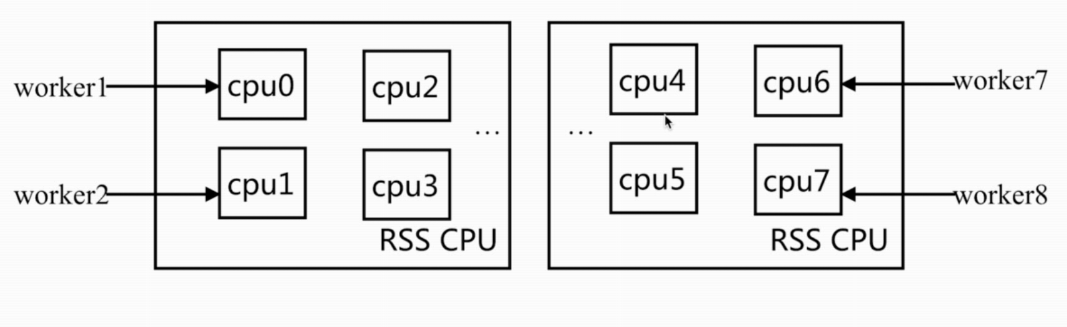 worker1 cpu0 cpu2 cpu4 cpu6 worker7
... ...
worker2 cpu1 cpu3 cpu5 cpu7 worker8
RSS CPU RSS CPU